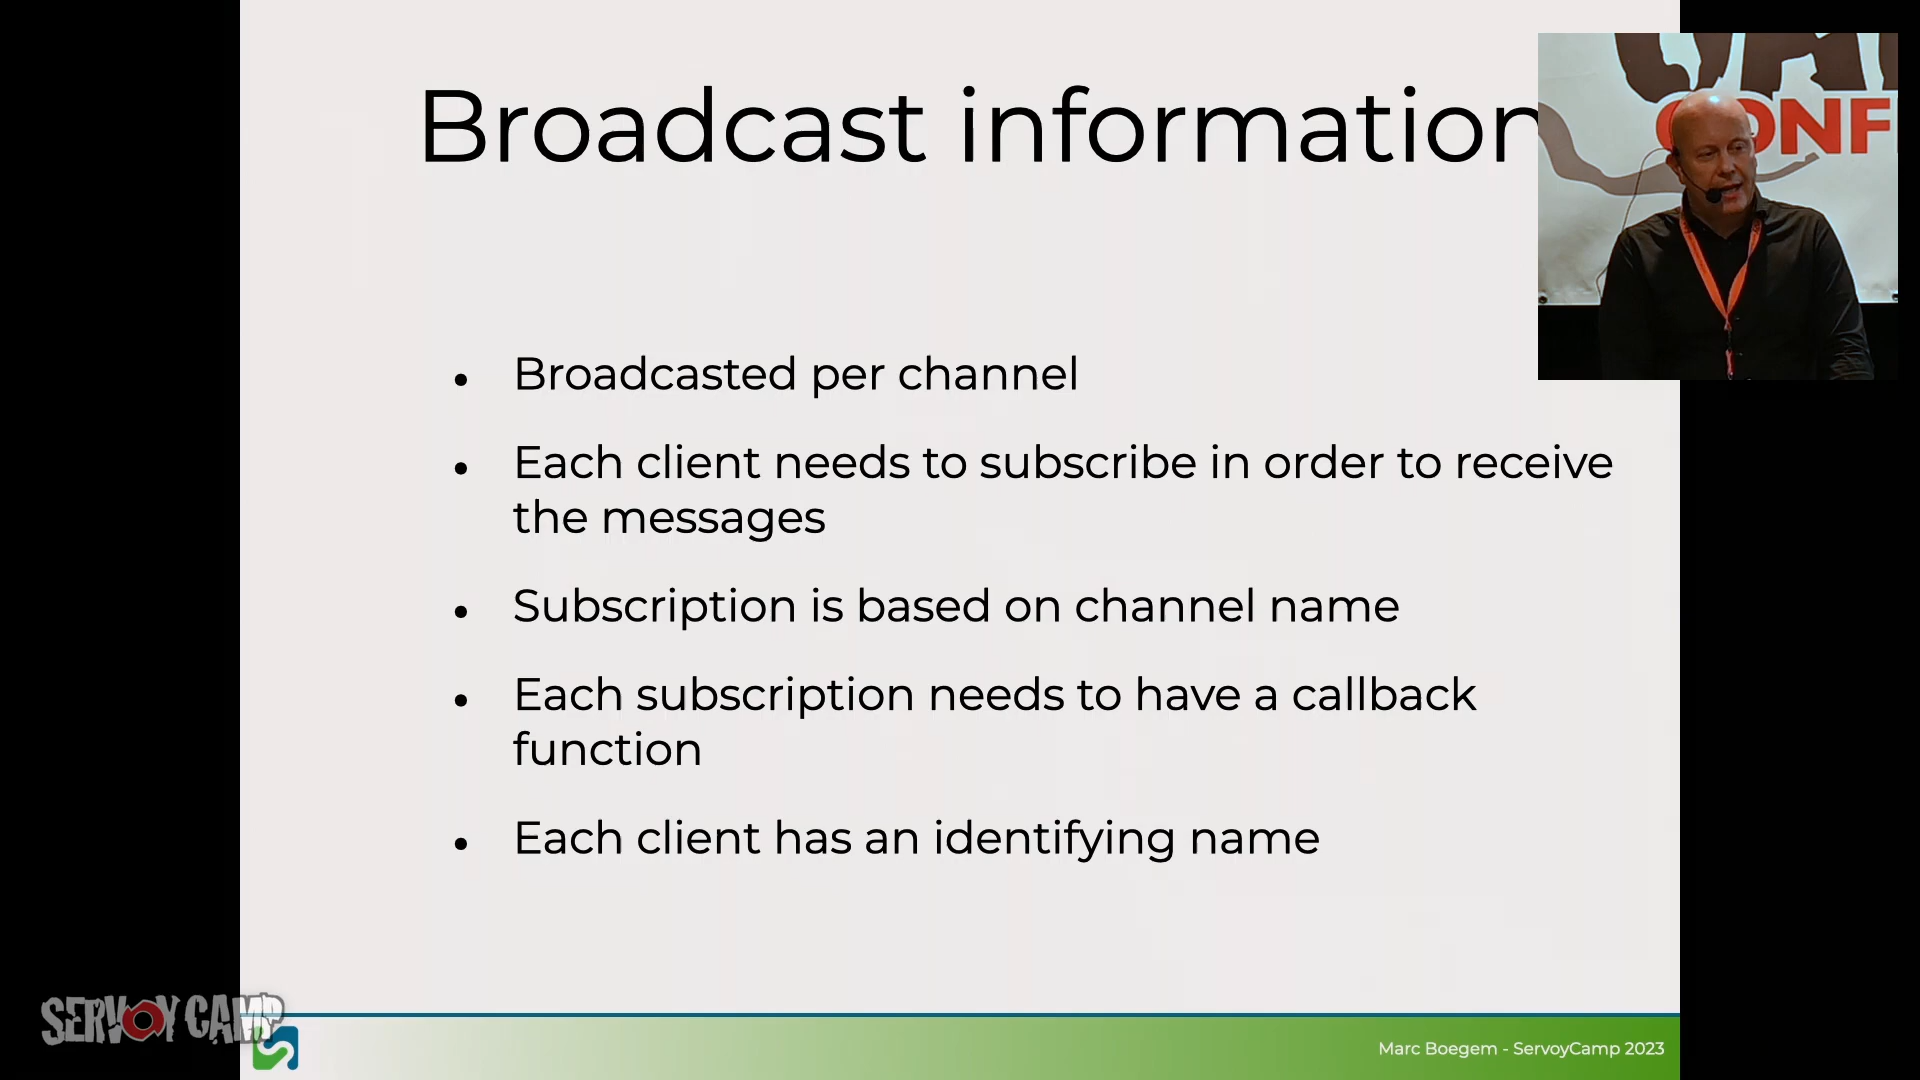 Broadcast information
CONF
• Broadcasted per channel
• Each client needs to subscribe in order to receive
the messages
• Subscription is based on channel name
• Each subscription needs to have a callback
function
• Each client has an identifying name
SERVOY CAMP
Marc Boegem - ServoyCamp 2023